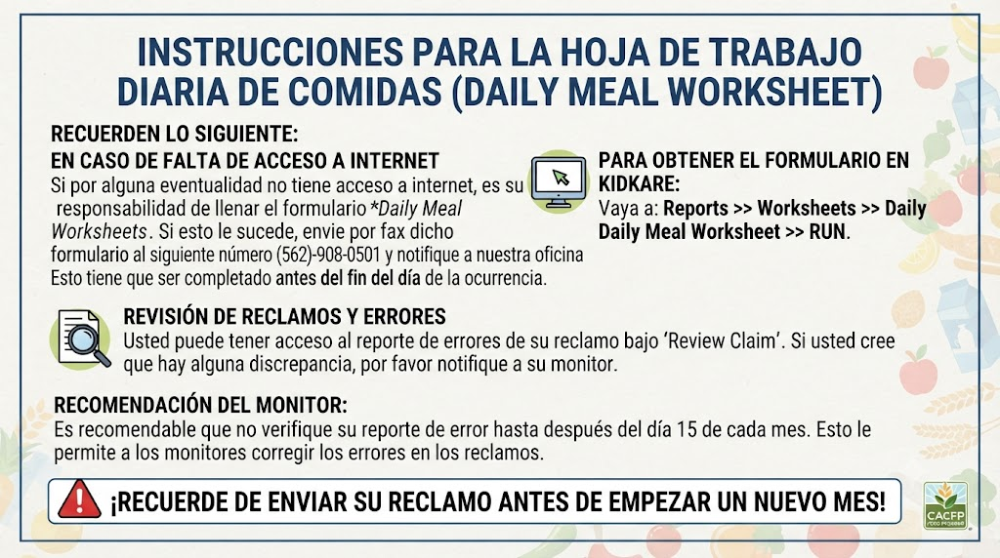 INSTRUCCIONES PARA LA HOJA DE TRABAJO
DIARIA DE COMIDAS (DAILY MEAL WORKSHEET)
RECUERDEN LO SIGUIENTE:
EN CASO DE FALTA DE ACCESO A INTERNET
Si por alguna eventualidad no tiene acceso a internet, es su
responsabilidad de llenar el formulario *Daily Meal
Worksheets. Si esto le sucede, envie por fax dicho
formulario al siguiente número (562)-908-0501 y notifique a nuestra oficina
Esto tiene que ser completado antes del fin del día de la ocurrencia.
PARA OBTENER EL FORMULARIO EN
KIDKARE:
Vaya a: Reports >> Worksheets >> Daily
Daily Meal Worksheet >> RUN.
REVISIÓN DE RECLAMOS Y ERRORES
Usted puede tener acceso al reporte de errores de su reclamo bajo ‘Review Claim’. Si usted cree
que hay alguna discrepancia, por favor notifique a su monitor.
RECOMENDACIÓN DEL MONITOR:
Es recomendable que no verifique su reporte de error hasta después del día 15 de cada mes. Esto le
permite a los monitores corregir los errores en los reclamos.
¡RECUERDE DE ENVIAR SU RECLAMO ANTES DE EMPEZAR UN NUEVO MES!
CACFP